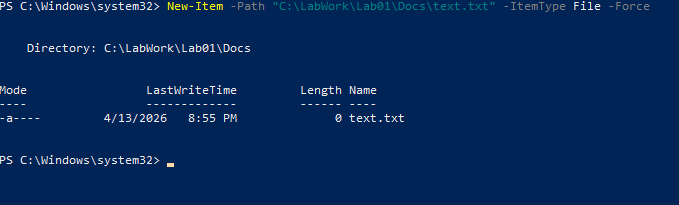 PS C:\Windows\system32> New-Item -Path "C:\LabWork\Lab01\Docs\text.txt" -ItemType File -Force
Directory: C:\LabWork\Lab01\Docs
Mode LastWriteTime Length Name
---- ------------- ------ ----
-a---- 4/13/2026 8:55 PM 0 text.txt
PS C:\Windows\system32>